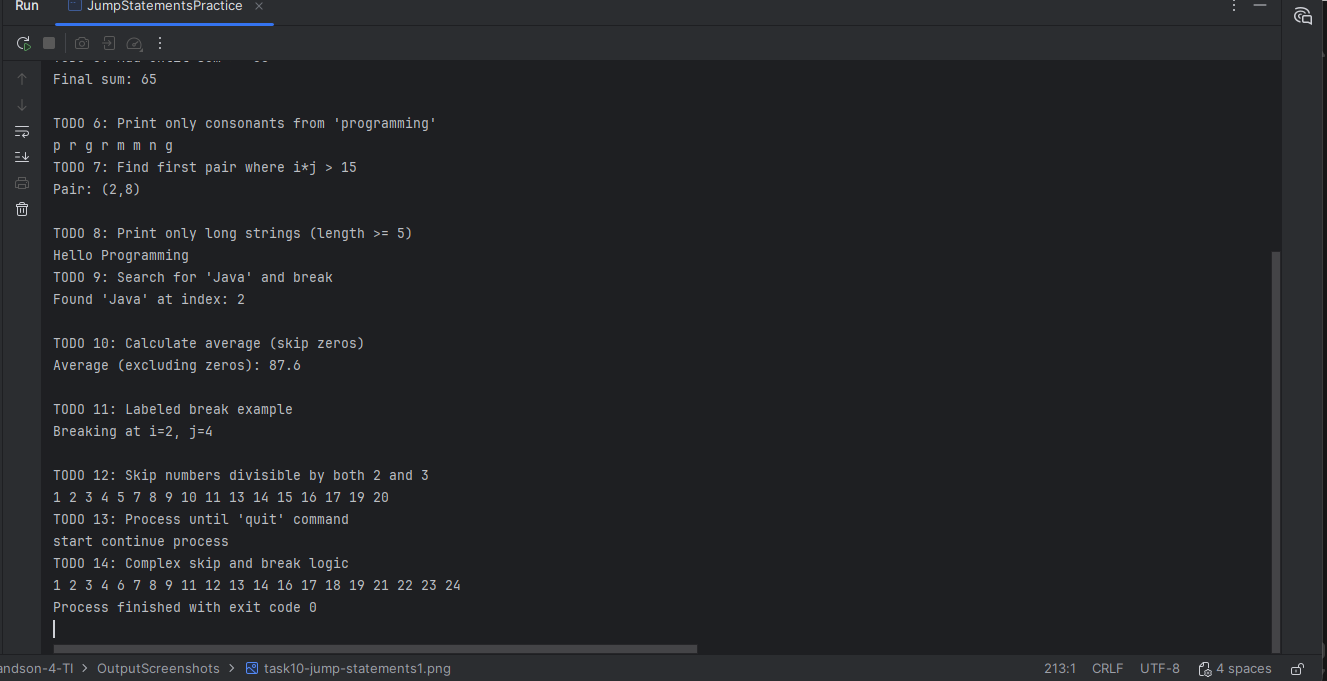 Run JumpStatementsPractice
Final sum: 65
TODO 6: Print only consonants from 'programming'
p r g r m m n g
TODO 7: Find first pair where i*j > 15
Pair: (2,8)
TODO 8: Print only long strings (length >= 5)
Hello Programming
TODO 9: Search for 'Java' and break
Found 'Java' at index: 2
TODO 10: Calculate average (skip zeros)
Average (excluding zeros): 87.6
TODO 11: Labeled break example
Breaking at i=2, j=4
TODO 12: Skip numbers divisible by both 2 and 3
1 2 3 4 5 7 8 9 10 11 13 14 15 16 17 19 20
TODO 13: Process until 'quit' command
start continue process
TODO 14: Complex skip and break logic
1 2 3 4 6 7 8 9 11 12 13 14 16 17 18 19 21 22 23 24
Process finished with exit code 0
andson-4-TI > OutputScreenshots > task10-jump-statements1.png 213:1 CRLF UTF-8 4 spaces